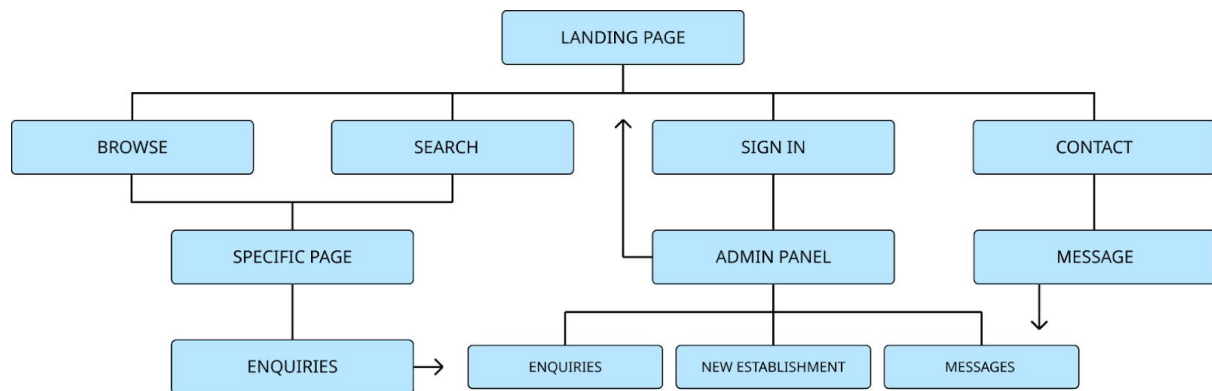 LANDING PAGE
BROWSE
SEARCH
SIGN IN
CONTACT
SPECIFIC PAGE
ADMIN PANEL
MESSAGE
ENQUIRIES
ENQUIRIES
NEW ESTABLISHMENT
MESSAGES